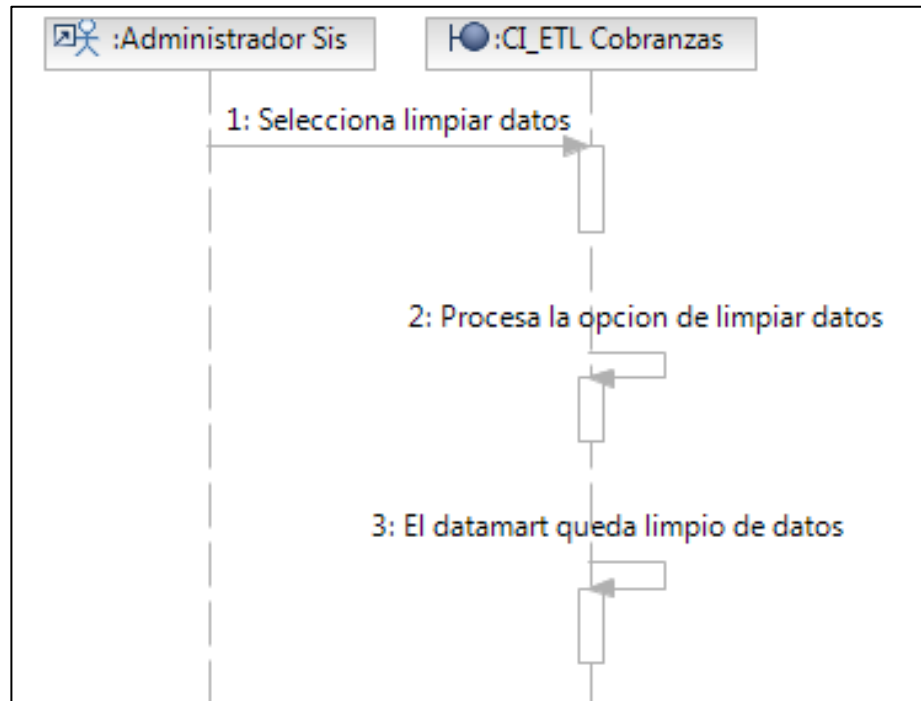 :Administrador Sis
:CI_ETL Cobranzas
1: Selecciona limpiar datos
2: Procesa la opcion de limpiar datos
3: El datamart queda limpio de datos